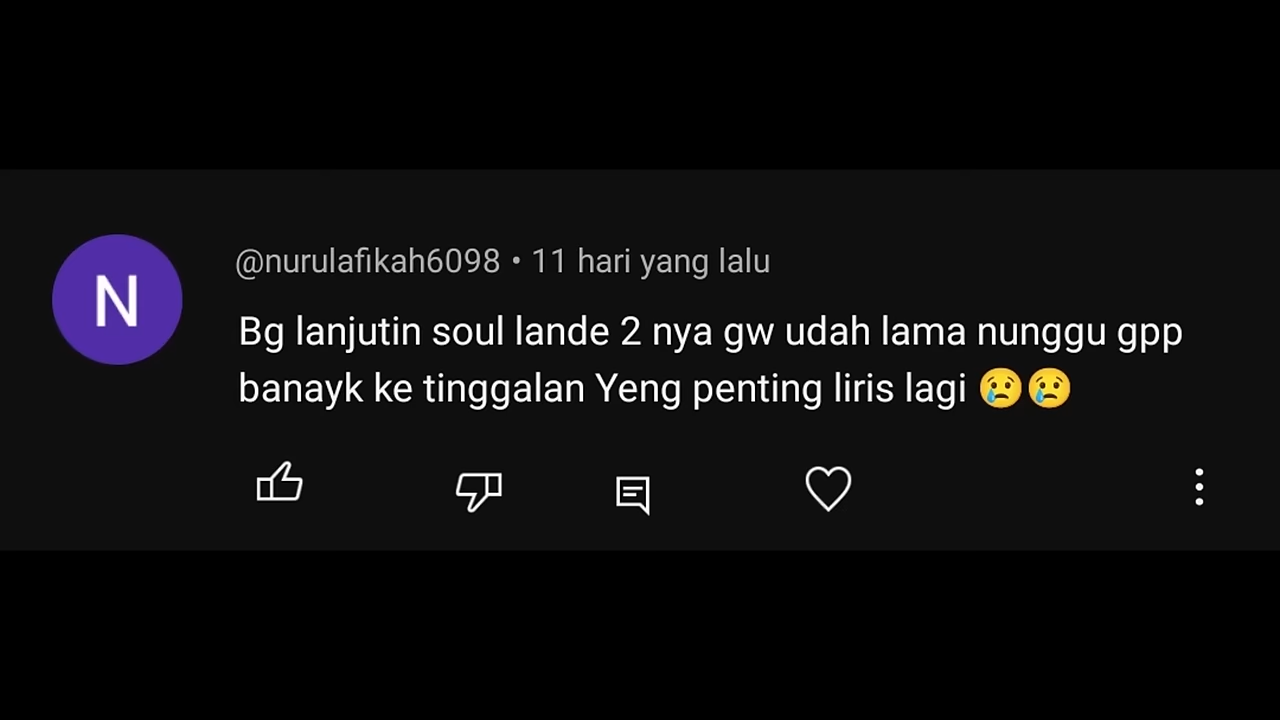 N
@nurulafikah6098 • 11 hari yang lalu
Bg lanjutin soul lande 2 nya gw udah lama nunggu gpp
banayk ke tinggalan Yeng penting liris lagi 😢😢